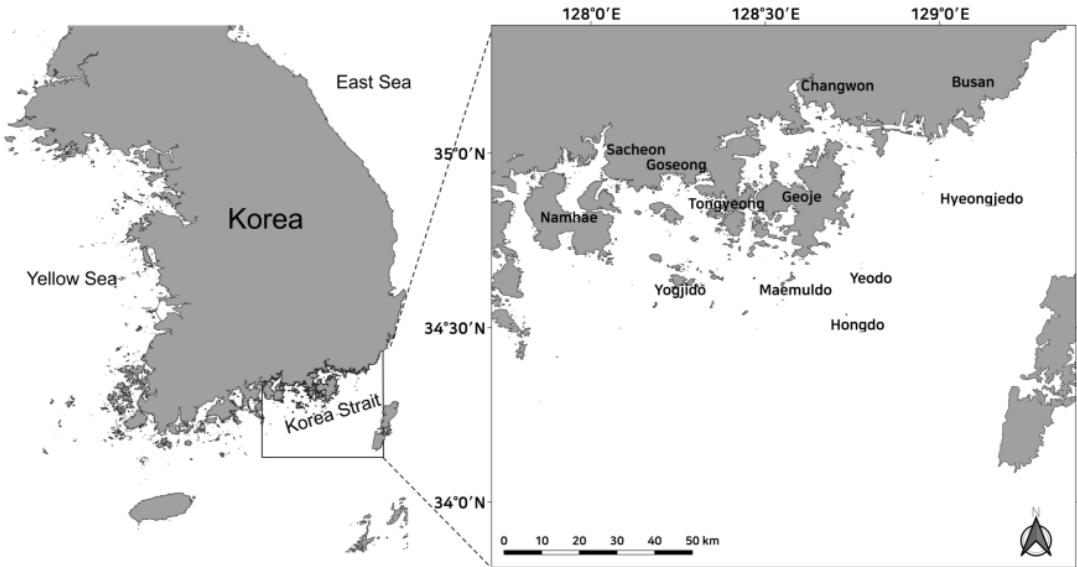 East Sea
Korea
Yellow Sea
Korea Strait
128°0′E
128°30′E
129°0′E
35°0′N
34°30′N
34°0′N
Changwon
Busan
Sacheon
Goseong
Tongyeong
Geoje
Hyeongjedo
Namhae
Yogjido
Maemuldo
Yeodo
Hongdo
N
0 10 20 30 40 50 km